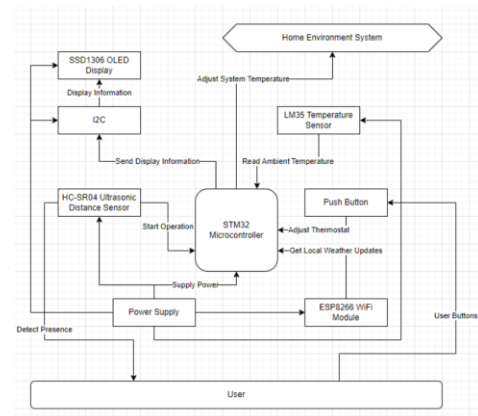 Home Environment System
SSD1306 OLED
Display
Adjust System Temperature
Display Information
I2C
LM35 Temperature
Sensor
Send Display Information
Read Ambient Temperature
HC-SR04 Ultrasonic
Distance Sensor
Push Button
Start Operation
STM32
Microcontroller
Adjust Thermostat
Get Local Weather Updates
Supply Power
Power Supply
ESP8266 WiFi
Module
Detect Presence
User Buttons
User